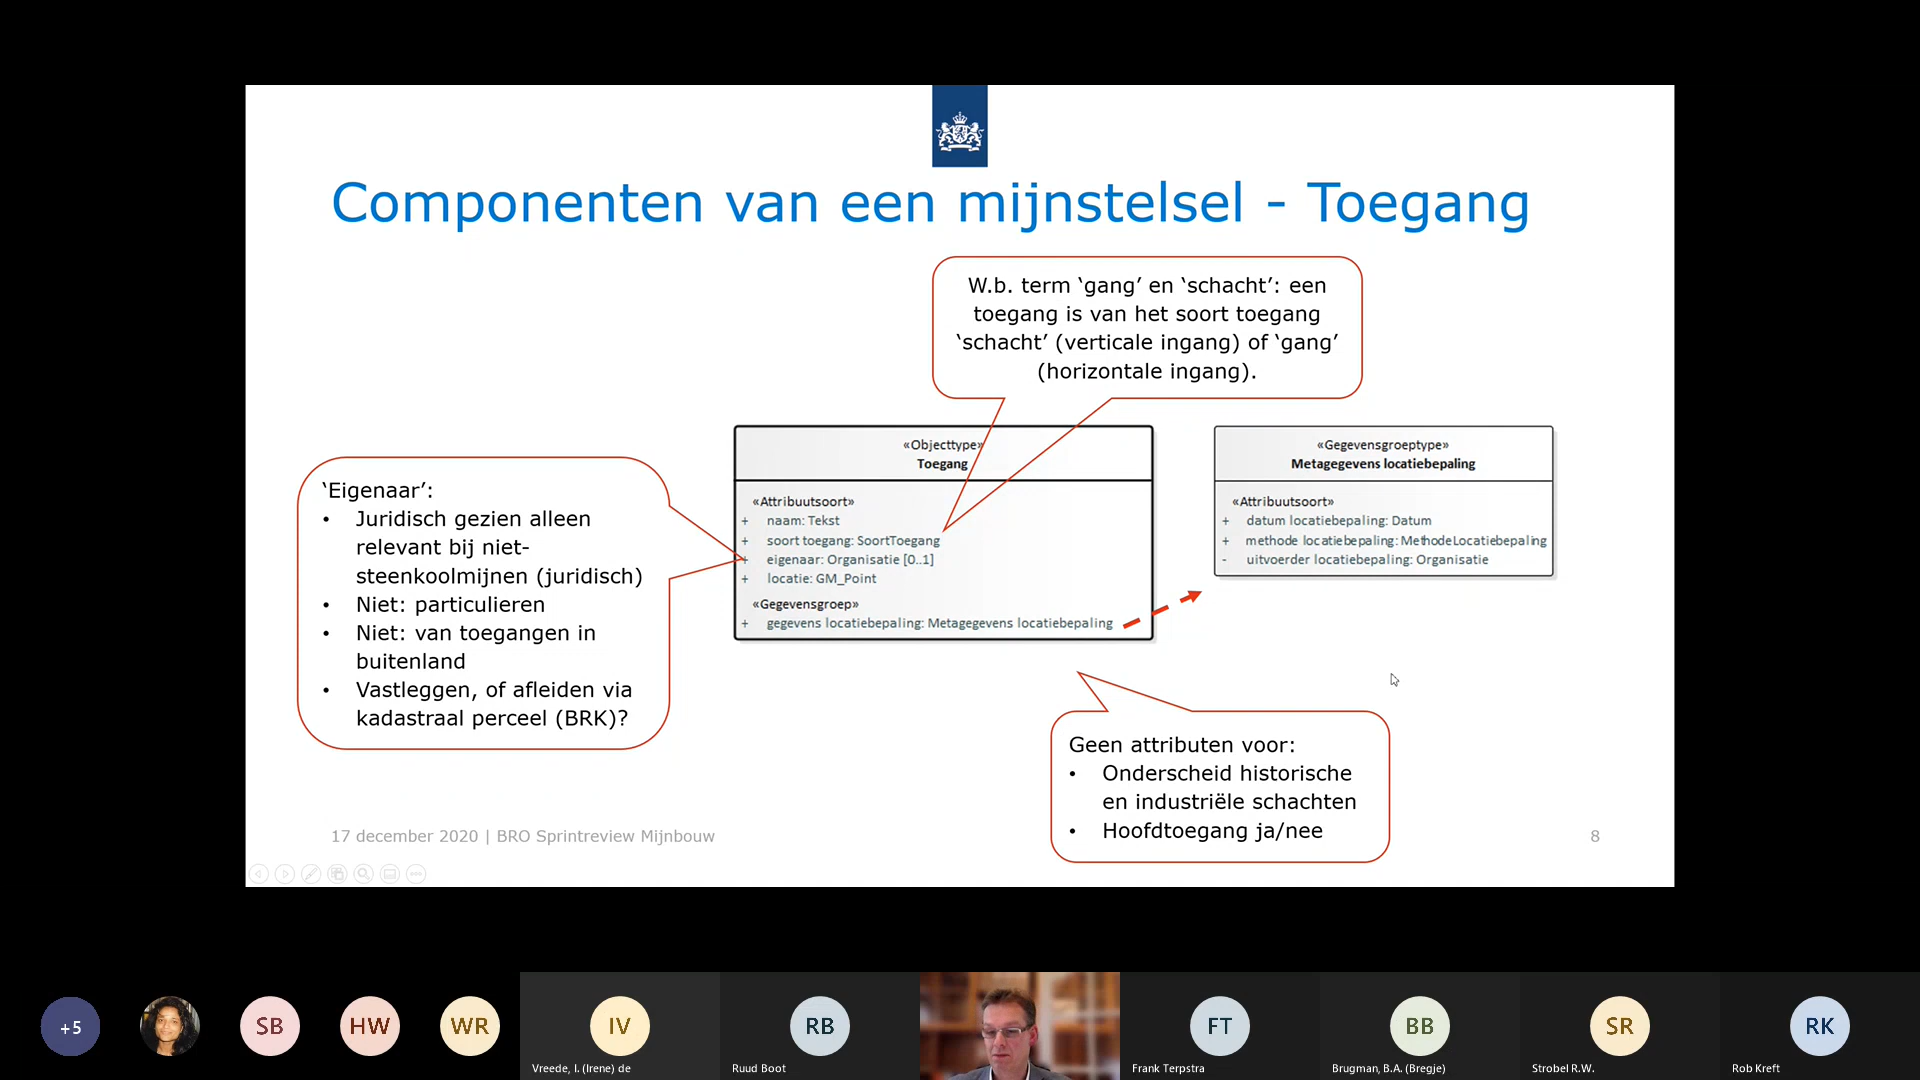 Componenten van een mijnstelsel - Toegang
W.b. term ‘gang’ en ‘schacht’: een
toegang is van het soort toegang
‘schacht’ (verticale ingang) of ‘gang’
(horizontale ingang).
‘Eigenaar’:
• Juridisch gezien alleen
relevant bij niet-
steenkoolmijnen (juridisch)
• Niet: particulieren
• Niet: van toegangen in
buitenland
• Vastleggen, of afleiden via
kadastraal perceel (BRK)?
«Objecttype»
Toegang
«Attribuutsoort»
+ naam: Tekst
+ soort toegang: SoortToegang
+ eigenaar: Organisatie [0..1]
+ locatie: GM_Point
«Gegevensgroep»
+ gegevens locatiebepaling: Metagegevens locatiebepaling
«Gegevensgroeptype»
Metagegevens locatiebepaling
«Attribuutsoort»
+ datum locatiebepaling: Datum
+ methode locatiebepaling: MethodeLocatiebepaling
- uitvoerder locatiebepaling: Organisatie
Geen attributen voor:
• Onderscheid historische
en industriële schachten
• Hoofdtoegang ja/nee
17 december 2020 | BRO Sprintreview Mijnbouw
8
+5
SB
HW
WR
IV
RB
FT
BB
SR
RK
Vreede, I. (Irene) de
Ruud Boot
Frank Terpstra
Brugman, B.A. (Bregje)
Strobel R.W.
Rob Kreft